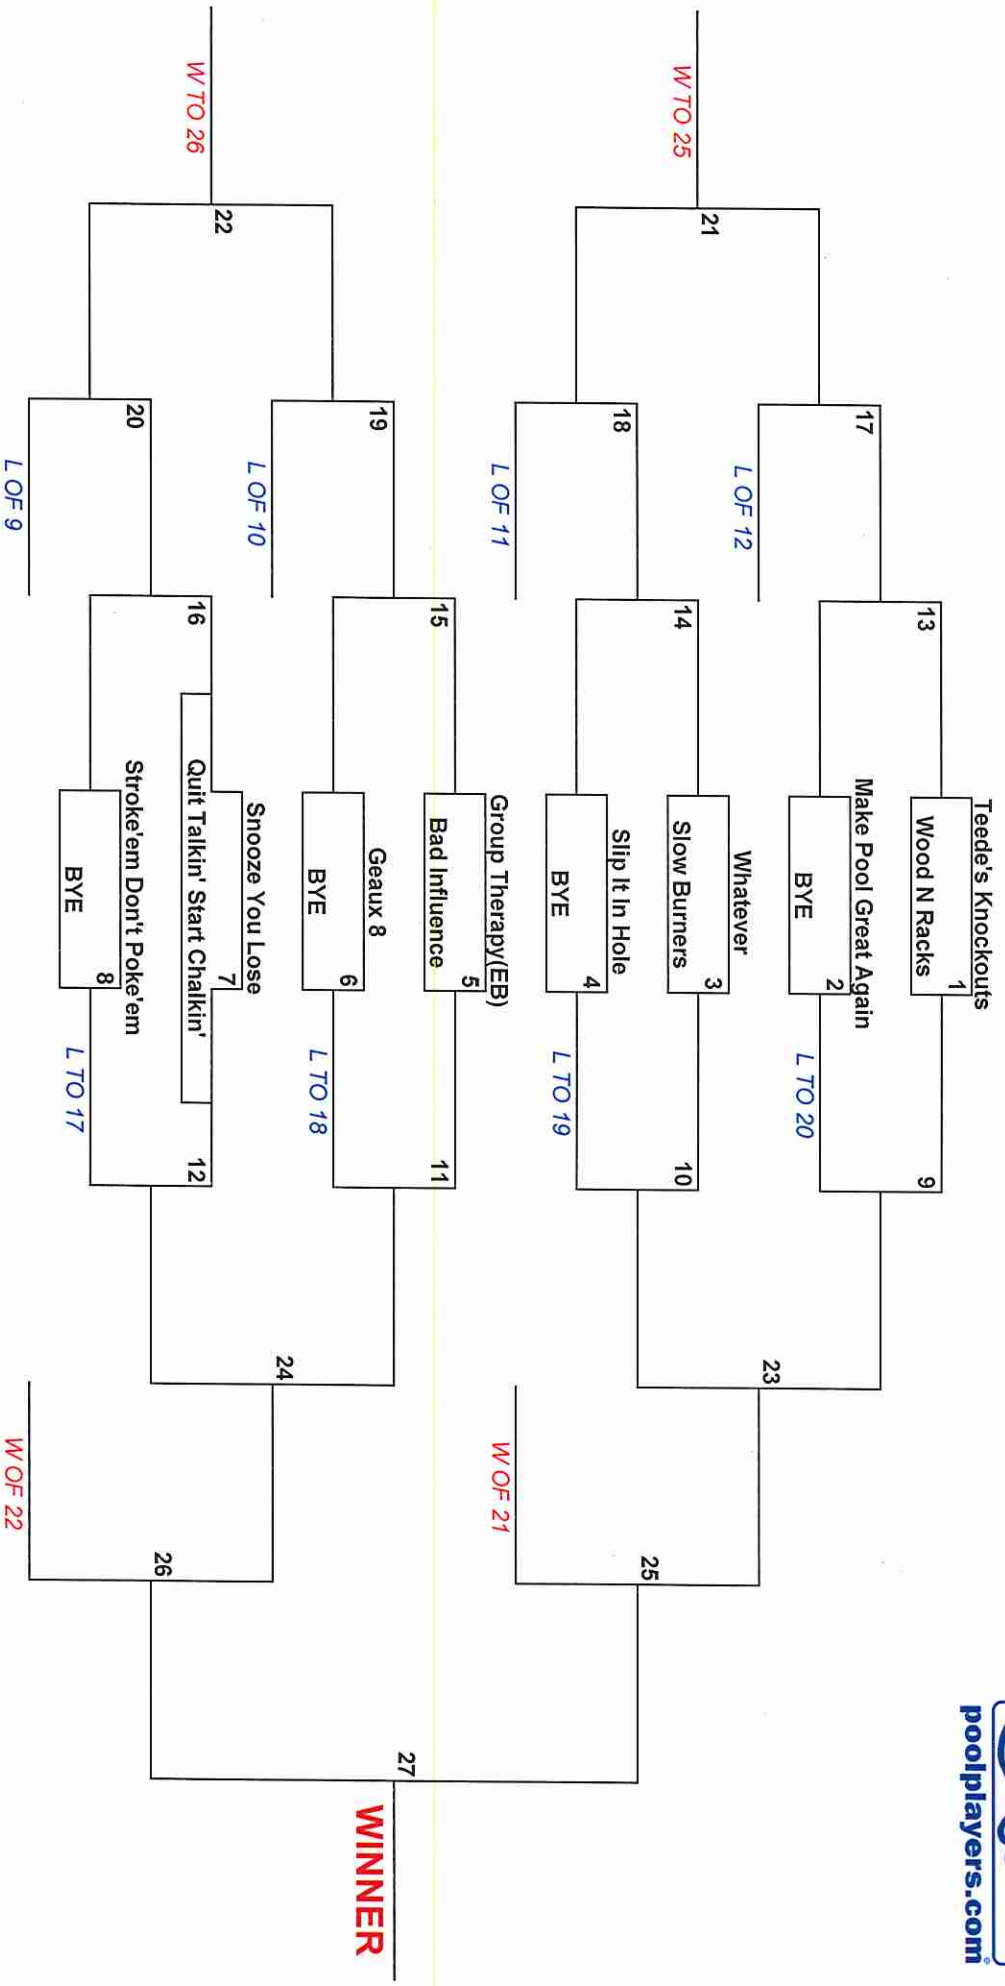 poolplayers.com
Teede's Knockouts
1
Wood N Racks
13
9
17
Make Pool Great Again
2
BYE
L OF 12
L TO 20
21
23
W TO 25
Whatever
3
Slow Burners
14
10
18
Slip It In Hole
4
BYE
L OF 11
L TO 19
W OF 21
25
Group Therapy(EB)
5
Bad Influence
15
11
19
27
WINNER
Geaux 8
6
BYE
L OF 10
L TO 18
22
24
W TO 26
Snooze You Lose
7
Quit Talkin' Start Chalkin'
16
12
20
26
Stroke'em Don't Poke'em
8
BYE
L OF 9
L TO 17
W OF 22